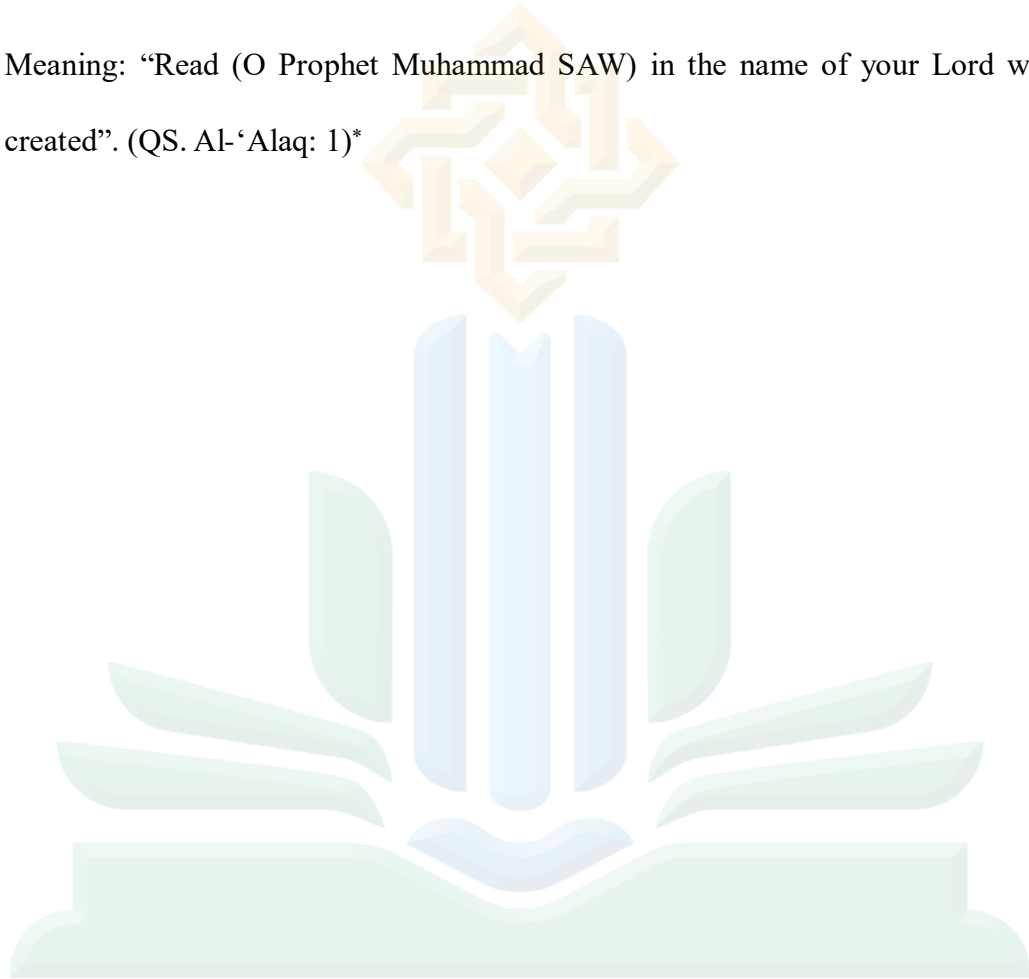 Meaning: “Read (O Prophet Muhammad SAW) in the name of your Lord w
created”. (QS. Al-‘Alaq: 1)*